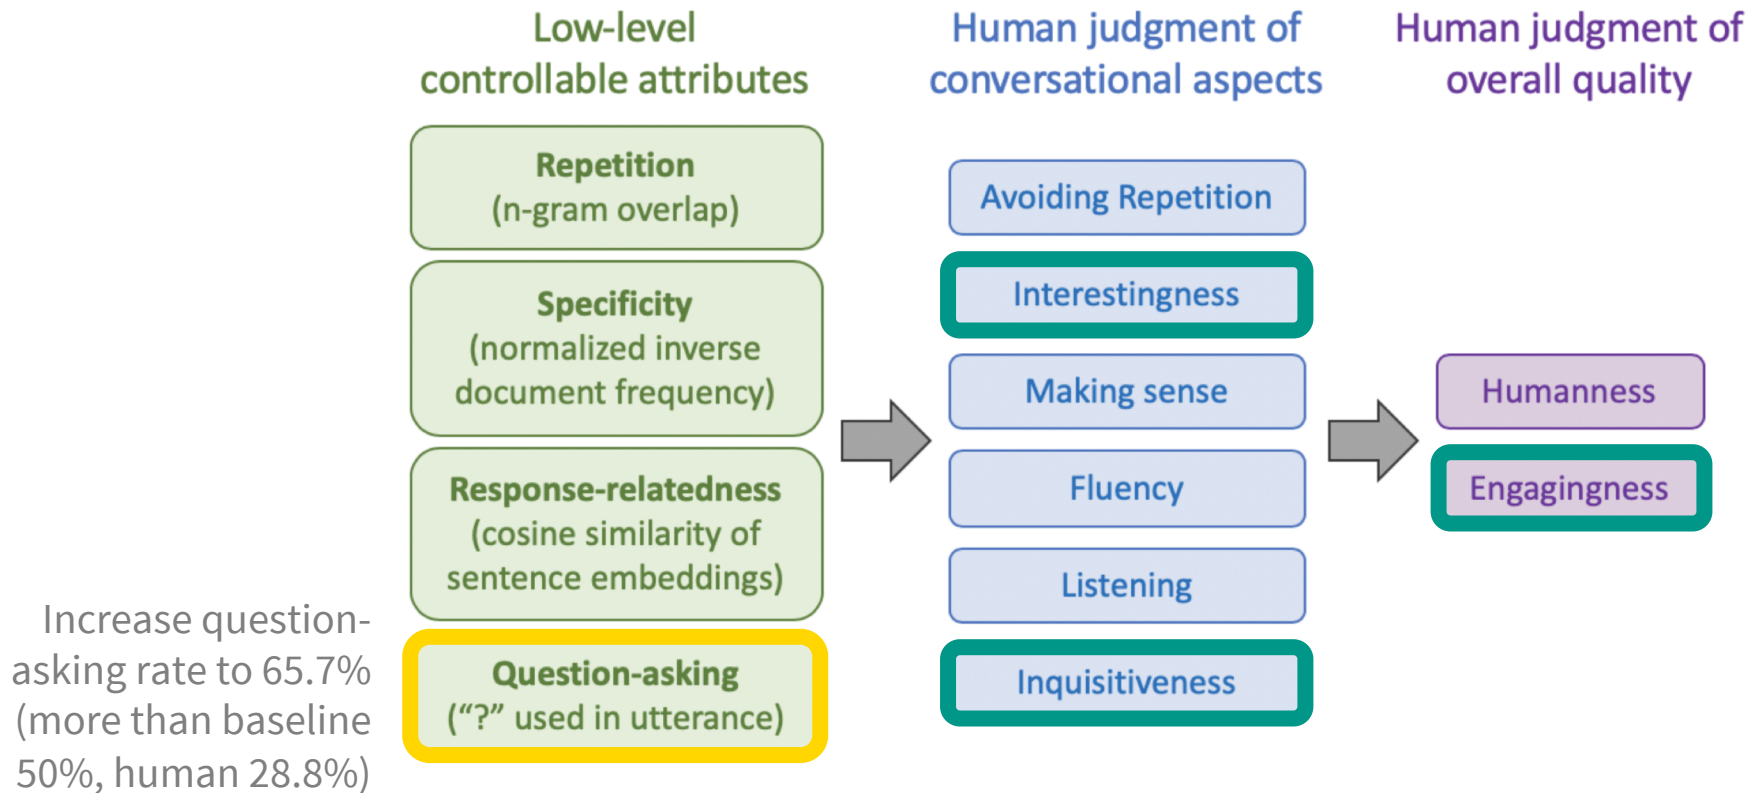 Low-level
controllable attributes
Repetition
(n-gram overlap)
Specificity
(normalized inverse
document frequency)
Response-relatedness
(cosine similarity of
sentence embeddings)
Question-asking
(“?” used in utterance)
Increase question-
asking rate to 65.7%
(more than baseline
50%, human 28.8%)
Human judgment of
conversational aspects
Avoiding Repetition
Interestingness
Making sense
Fluency
Listening
Inquisitiveness
Human judgment of
overall quality
Humanness
Engagingness